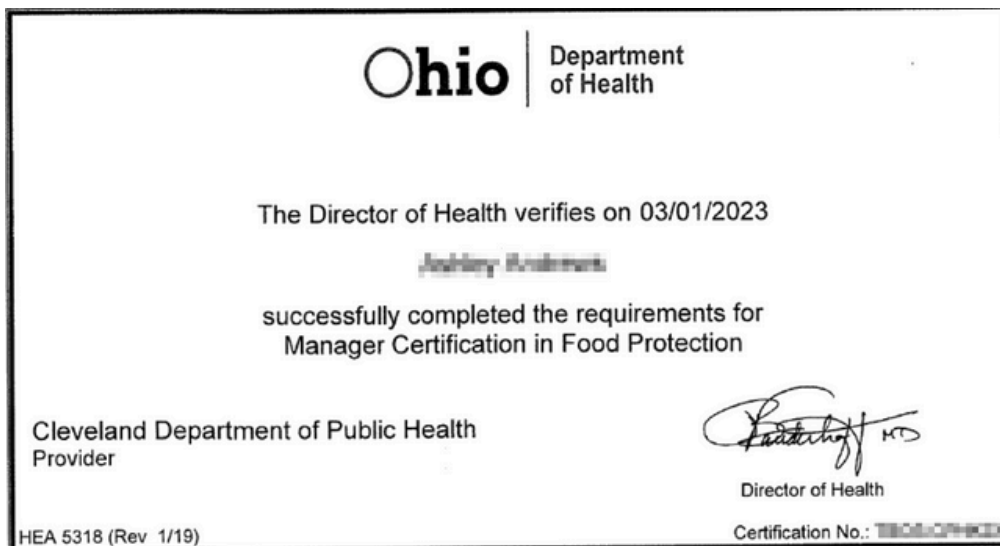 Ohio
Department
of Health
The Director of Health verifies on 03/01/2023
successfully completed the requirements for
Manager Certification in Food Protection
Cleveland Department of Public Health
Provider
MD
Director of Health
HEA 5318 (Rev 1/19)
Certification No.: